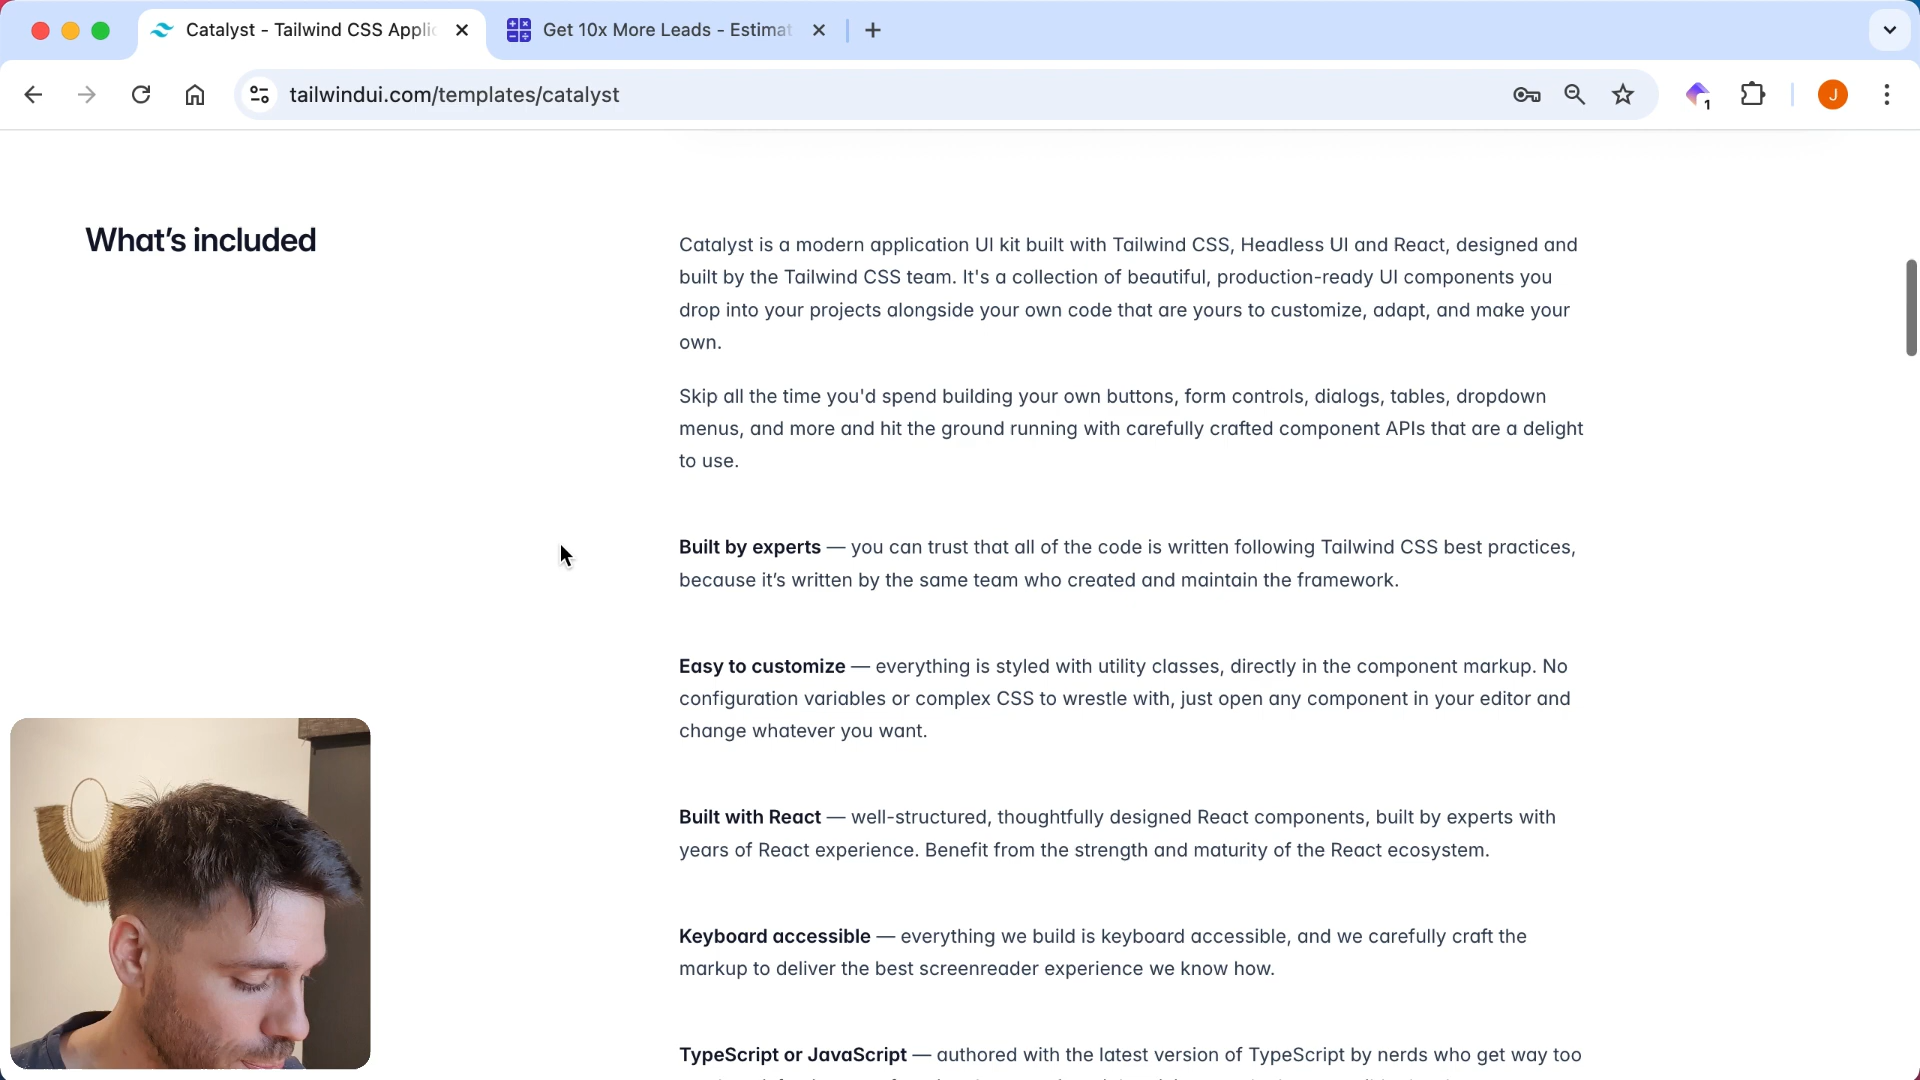 Catalyst - Tailwind CSS Applic
Get 10x More Leads - Estimat
tailwindui.com/templates/catalyst
1
J
What's included
Catalyst is a modern application UI kit built with Tailwind CSS, Headless UI and React, designed and
built by the Tailwind CSS team. It's a collection of beautiful, production-ready UI components you
drop into your projects alongside your own code that are yours to customize, adapt, and make your
own.
Skip all the time you'd spend building your own buttons, form controls, dialogs, tables, dropdown
menus, and more and hit the ground running with carefully crafted component APIs that are a delight
to use.
Built by experts — you can trust that all of the code is written following Tailwind CSS best practices,
because it's written by the same team who created and maintain the framework.
Easy to customize — everything is styled with utility classes, directly in the component markup. No
configuration variables or complex CSS to wrestle with, just open any component in your editor and
change whatever you want.
Built with React — well-structured, thoughtfully designed React components, built by experts with
years of React experience. Benefit from the strength and maturity of the React ecosystem.
Keyboard accessible — everything we build is keyboard accessible, and we carefully craft the
markup to deliver the best screenreader experience we know how.
TypeScript or JavaScript — authored with the latest version of TypeScript by nerds who get way too